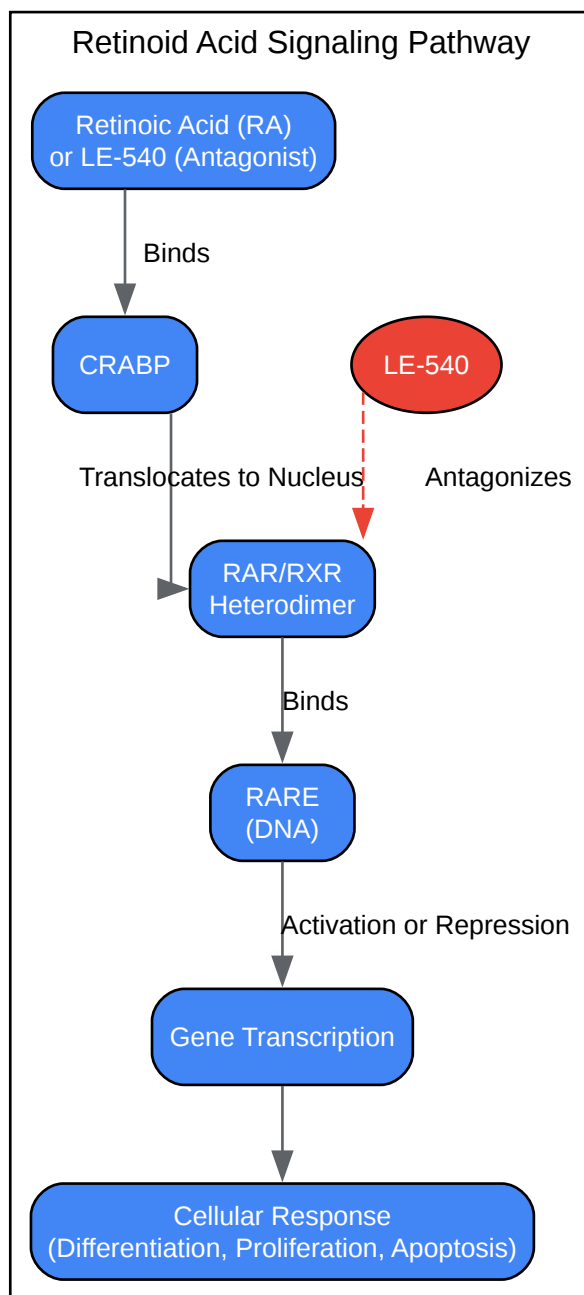 Retinoid Acid Signaling Pathway
Retinoic Acid (RA)
or LE-540 (Antagonist)
Binds
CRABP
LE-540
Translocates to Nucleus
Antagonizes
RAR/RXR
Heterodimer
Binds
RARE
(DNA)
Activation or Repression
Gene Transcription
Cellular Response
(Differentiation, Proliferation, Apoptosis)